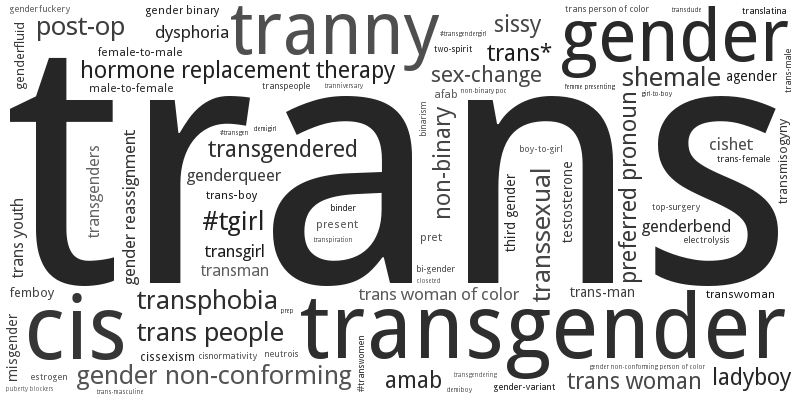 genderfuckery
gender binary
tranny
sissy
trans person of color
transdude
translatina
post-op
dysphoria
#transgendergirl
gender
genderfluid
female-to-male
two-spirit
trans*
trans-male
hormone replacement therapy
sex-change
shemale
agender
male-to-female
transpeople
tranniversary
afab
non-binary poc
femme presenting
girl-to-boy
trans
#transgen
demigirl
binarism
non-binary
boy-to-girl
preferred pronoun
cishet
transmisogyny
transgenders
gender reassignment
transgendered
trans-female
genderqueer
third gender
transsexual
testosterone
trans-boy
trans youth
#tgirl
binder
present
transpiration
pret
top-surgery
genderbend
electrolysis
transgirl
transman
bi-gender
closeted
femboy
transphobia
prep
trans woman of color
trans-man
transwoman
cis
trans people
transgender
misgender
cissexism
cisnormativity
neutrois
#transwomen
gender non-conforming person of color
estrogen
gender non-conforming
amab
transgendering
trans woman
ladyboy
puberty blockers
trans-masculine
demiboy
gender-variant